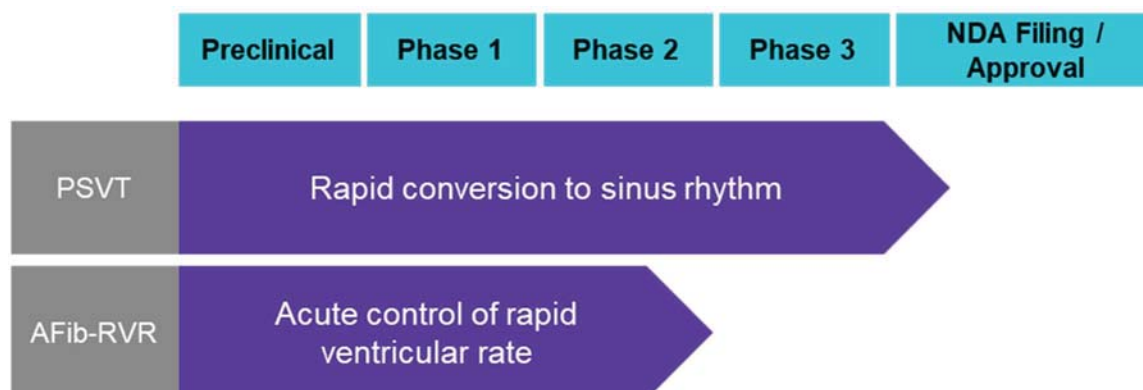 Preclinical
Phase 1
Phase 2
Phase 3
NDA Filing /
Approval
PSVT
Rapid conversion to sinus rhythm
AFib-RVR
Acute control of rapid
ventricular rate